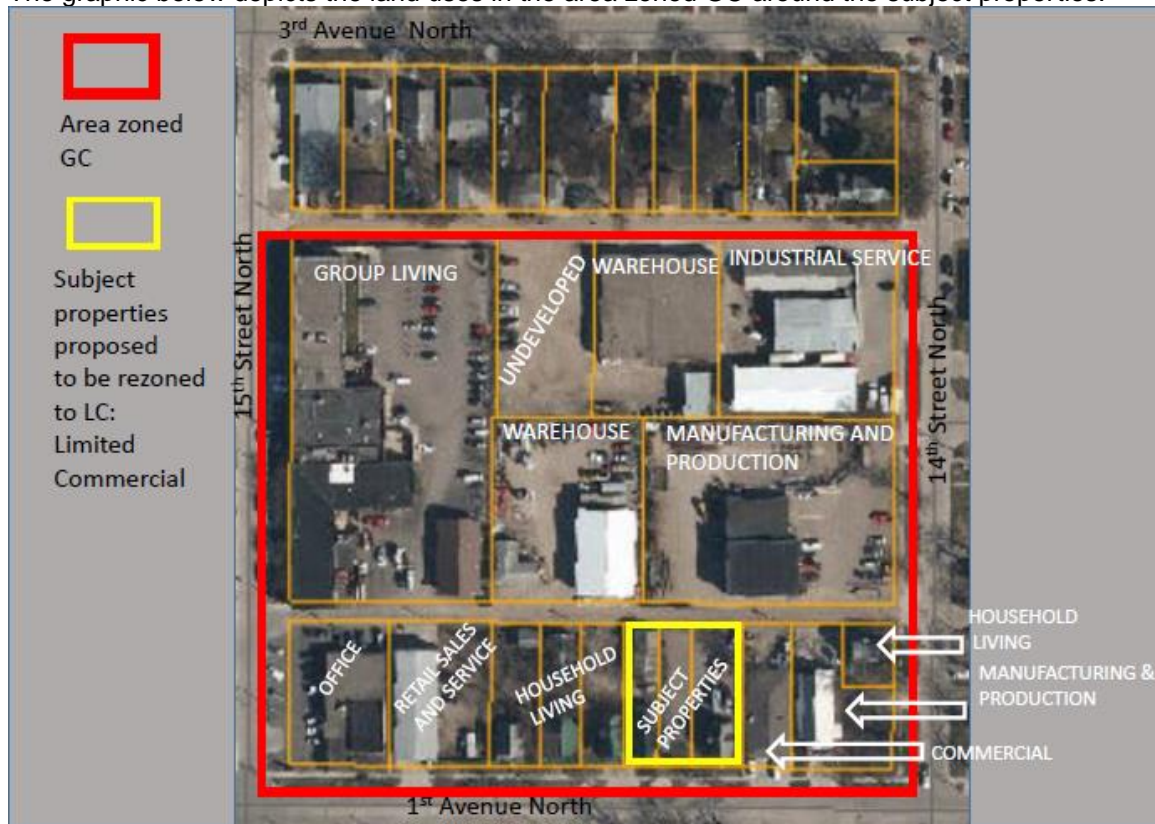 The graphic below depicts the land uses in the area zoned GC around the subject properties.
3rd Avenue North
Area zoned
GC
Subject
properties
proposed
to be rezoned
to LC:
Limited
Commercial
15th Street North
14th Street North
GROUP LIVING
UNDEVELOPED
WAREHOUSE
INDUSTRIAL SERVICE
WAREHOUSE
MANUFACTURING AND
PRODUCTION
OFFICE
RETAIL SALES
AND SERVICE
HOUSEHOLD
LIVING
SUBJECT
PROPERTIES
HOUSEHOLD
LIVING
MANUFACTURING &
PRODUCTION
COMMERCIAL
1st Avenue North